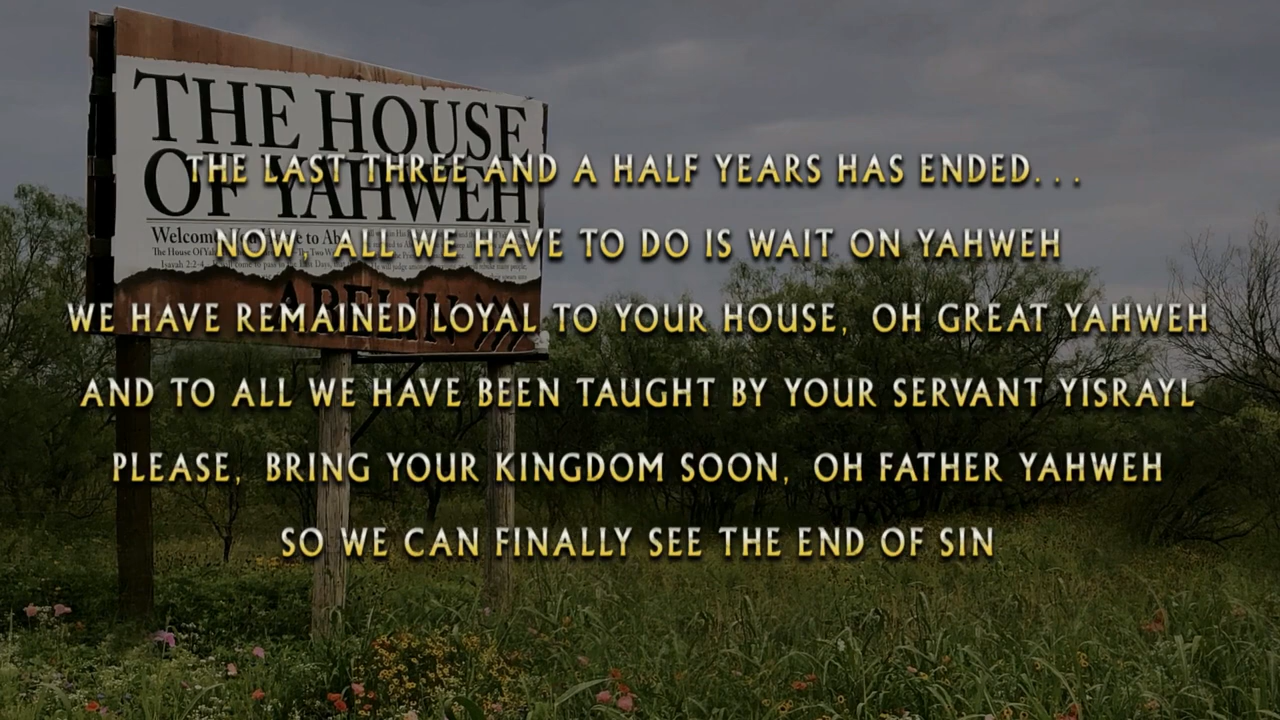 THE HOUSE
OF YAHWEH
THE LAST THREE AND A HALF YEARS HAS ENDED. . .
NOW, ALL WE HAVE TO DO IS WAIT ON YAHWEH
WE HAVE REMAINED LOYAL TO YOUR HOUSE, OH GREAT YAHWEH
AND TO ALL WE HAVE BEEN TAUGHT BY YOUR SERVANT YISRAYL
PLEASE, BRING YOUR KINGDOM SOON, OH FATHER YAHWEH
SO WE CAN FINALLY SEE THE END OF SIN